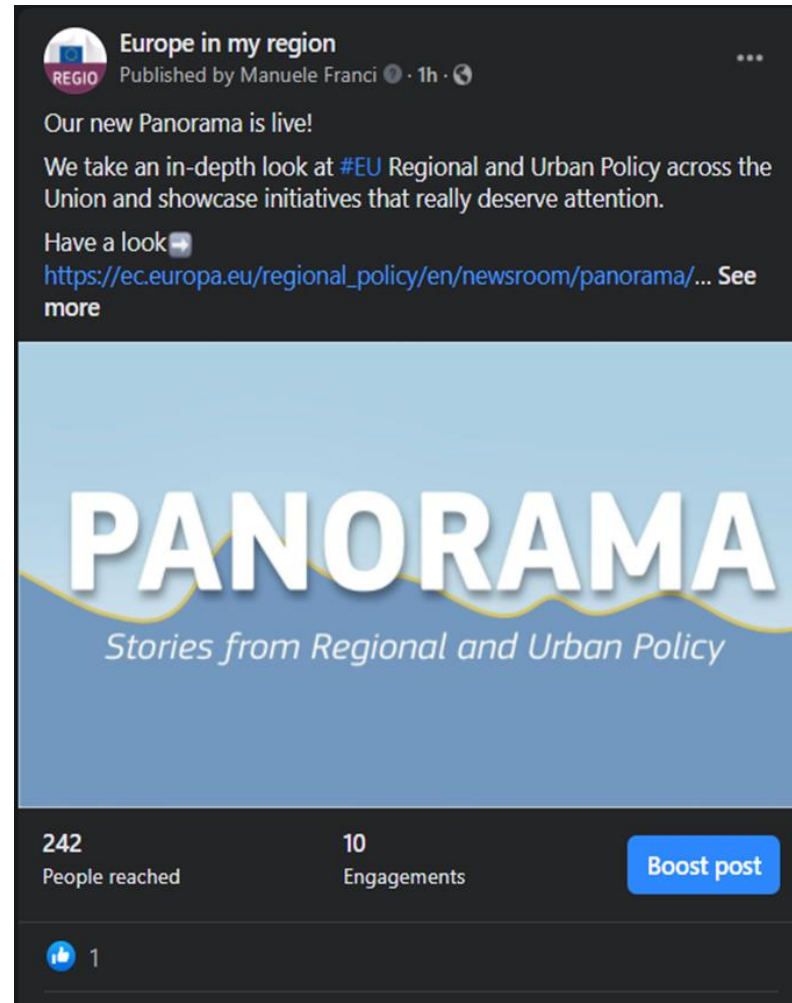 Europe in my region
REGIO
Published by Manuele Franci · 1h ·
Our new Panorama is live!
We take an in-depth look at #EU Regional and Urban Policy across the
Union and showcase initiatives that really deserve attention.
Have a look➡
https://ec.europa.eu/regional_policy/en/newsroom/panorama/... See
more
PANORAMA
Stories from Regional and Urban Policy
242
People reached
10
Engagements
Boost post
1